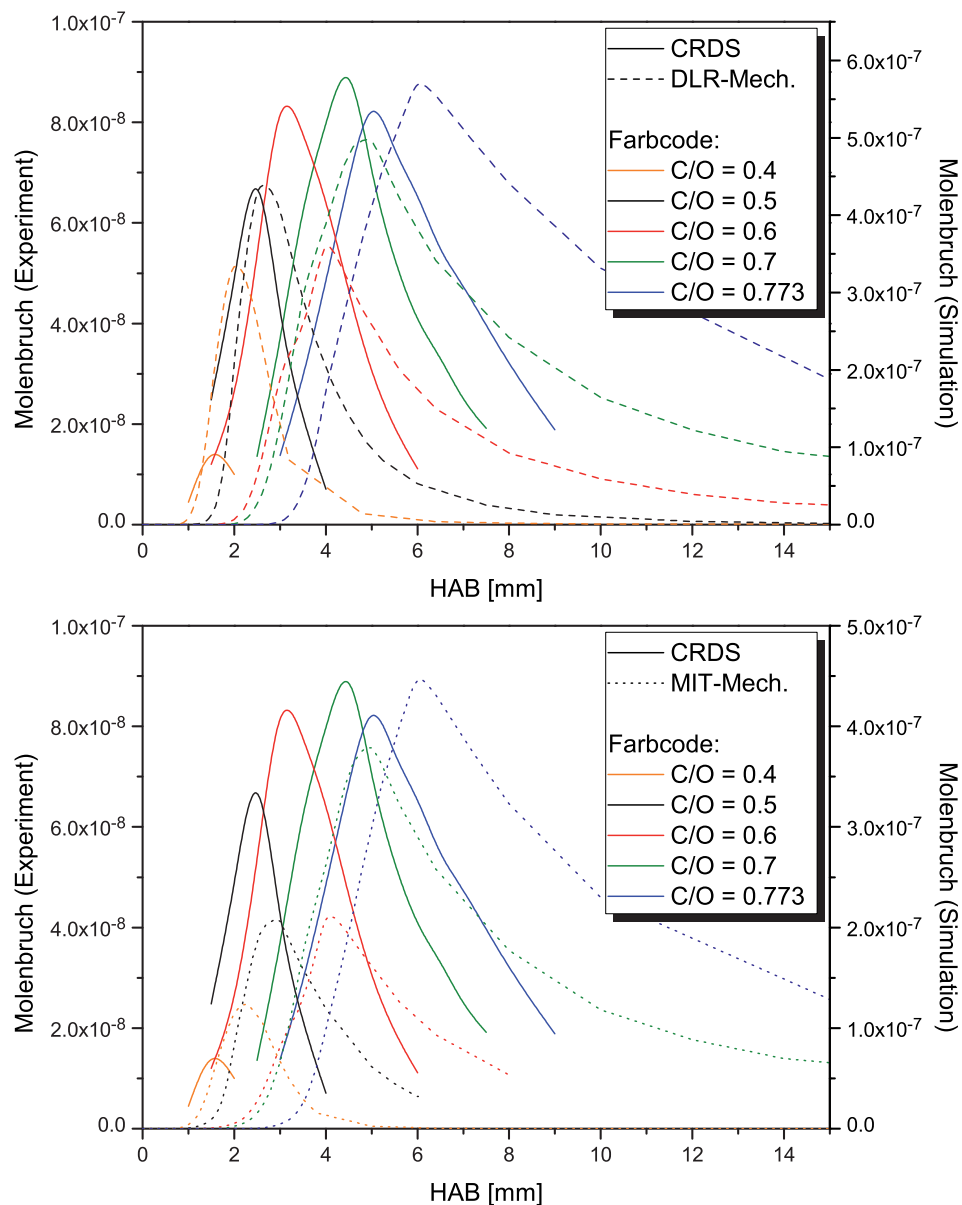 1.0x10⁻⁷
8.0x10⁻⁸
6.0x10⁻⁸
4.0x10⁻⁸
2.0x10⁻⁸
0.0
Molenbruch (Experiment)
CRDS
DLR-Mech.
Farbcode:
C/O = 0.4
C/O = 0.5
C/O = 0.6
C/O = 0.7
C/O = 0.773
6.0x10⁻⁷
5.0x10⁻⁷
4.0x10⁻⁷
3.0x10⁻⁷
2.0x10⁻⁷
1.0x10⁻⁷
0.0
Molenbruch (Simulation)
0 2 4 6 8 10 12 14
HAB [mm]
1.0x10⁻⁷
8.0x10⁻⁸
6.0x10⁻⁸
4.0x10⁻⁸
2.0x10⁻⁸
0.0
Molenbruch (Experiment)
CRDS
MIT-Mech.
Farbcode:
C/O = 0.4
C/O = 0.5
C/O = 0.6
C/O = 0.7
C/O = 0.773
5.0x10⁻⁷
4.0x10⁻⁷
3.0x10⁻⁷
2.0x10⁻⁷
1.0x10⁻⁷
0.0
Molenbruch (Simulation)
0 2 4 6 8 10 12 14
HAB [mm]